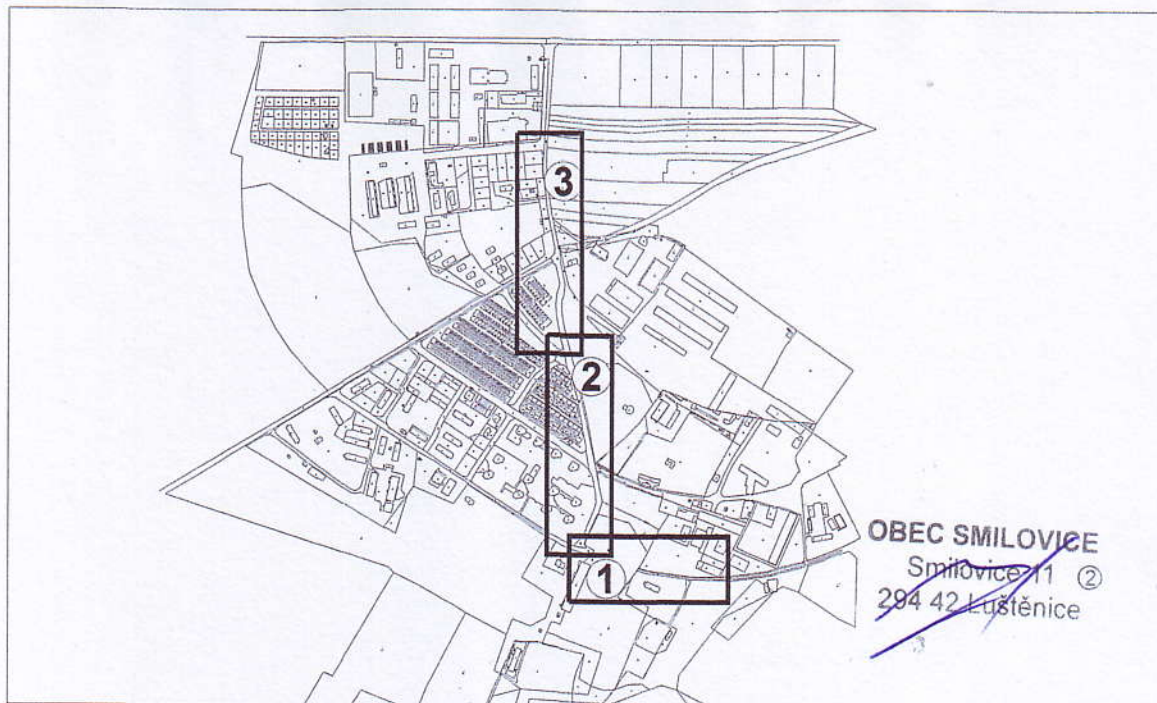 3
2
1
OBEC SMILOVICE
Smilovice 11 ②
294 42 Luštěnice